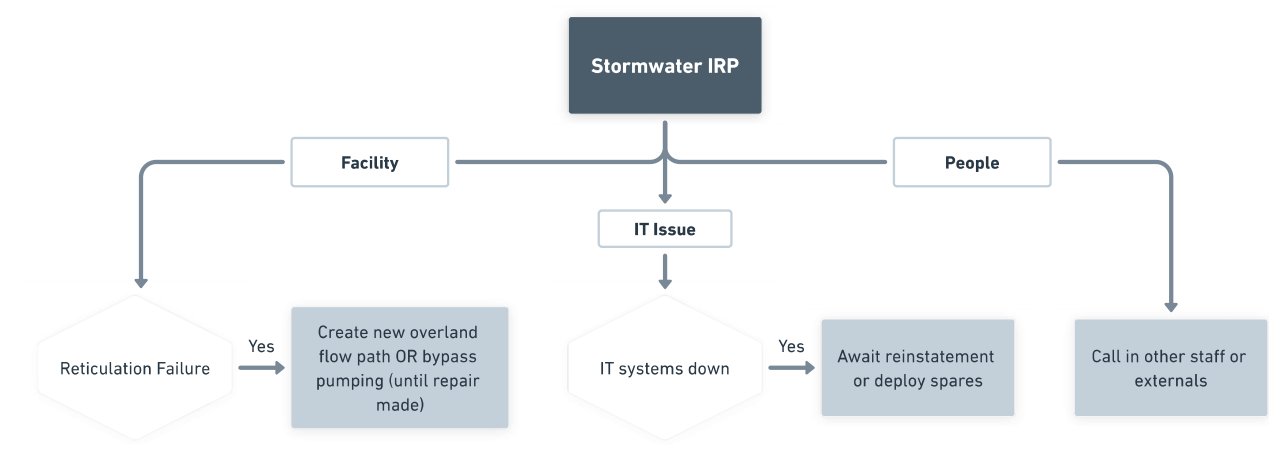 Stormwater IRP
Facility
People
IT Issue
Reticulation Failure
Yes
Create new overland
flow path OR bypass
pumping (until repair
made)
IT systems down
Yes
Await reinstatement
or deploy spares
Call in other staff or
externals